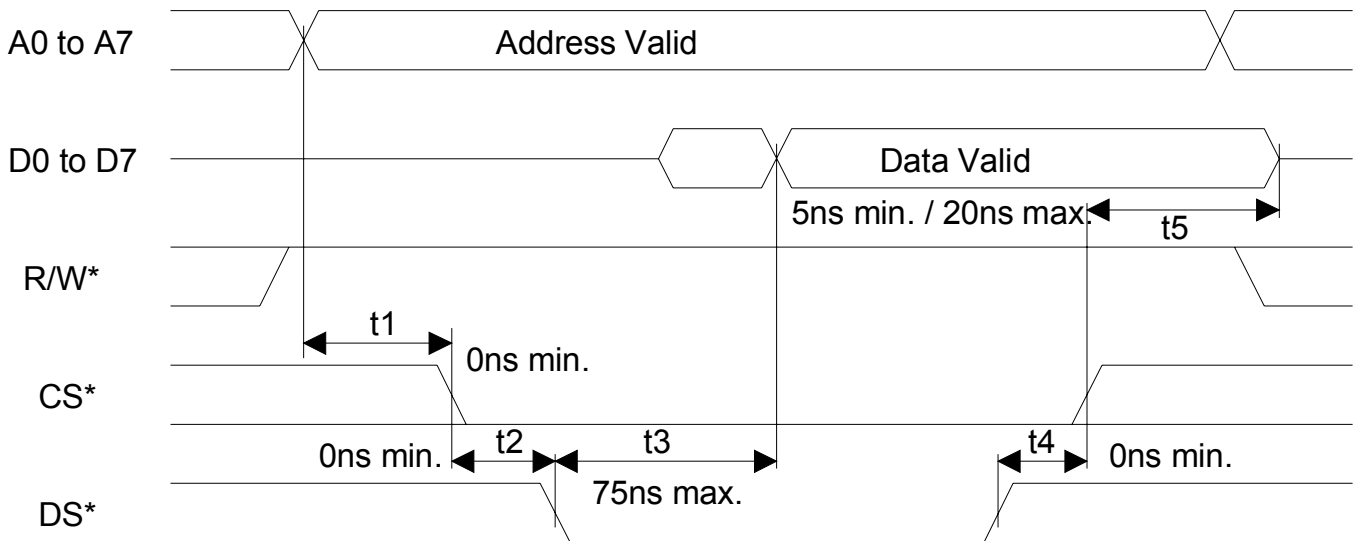 A0 to A7
Address Valid
D0 to D7
Data Valid
5ns min. / 20ns max.
t5
R/W*
t1
0ns min.
CS*
t2
t3
t4
0ns min.
0ns min.
75ns max.
DS*